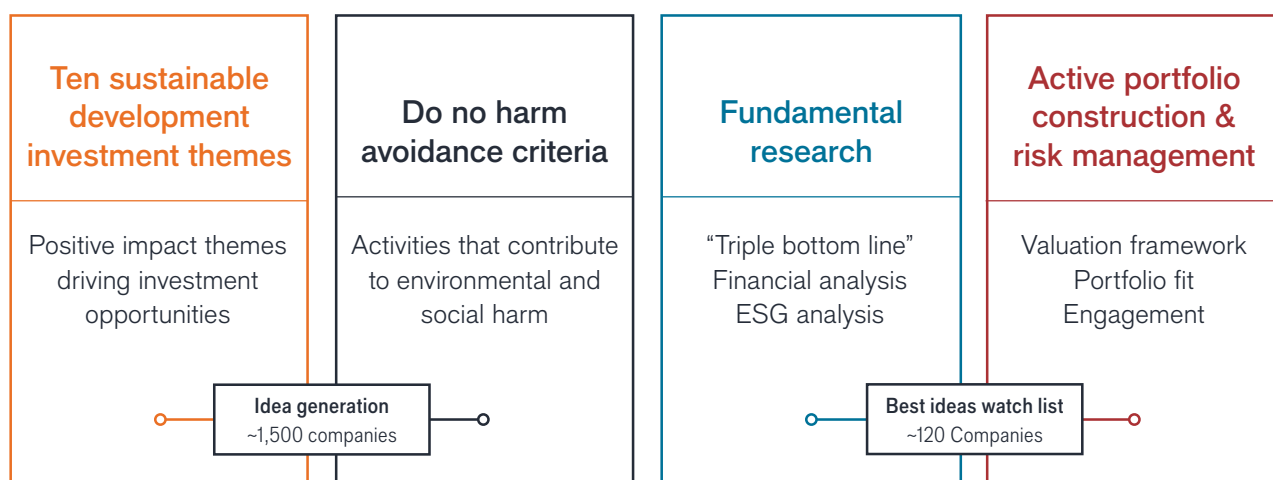 Ten sustainable
development
investment themes
Positive impact themes
driving investment
opportunities
Do no harm
avoidance criteria
Activities that contribute
to environmental and
social harm
Idea generation
~1,500 companies
Fundamental
research
“Triple bottom line”
Financial analysis
ESG analysis
Active portfolio
construction &
risk management
Valuation framework
Portfolio fit
Engagement
Best ideas watch list
~120 Companies